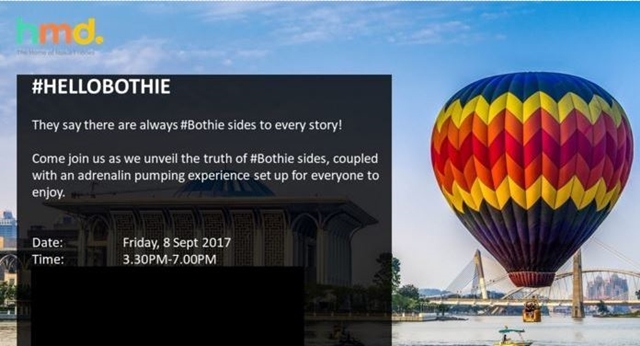 hmd.
The Home of Nokia Phones
#HELLOBOTHIE
They say there are always #Bothie sides to every story!
Come join us as we unveil the truth of #Bothie sides, coupled
with an adrenalin pumping experience set up for everyone to
enjoy.
Date: Friday, 8 Sept 2017
Time: 3.30PM-7.00PM